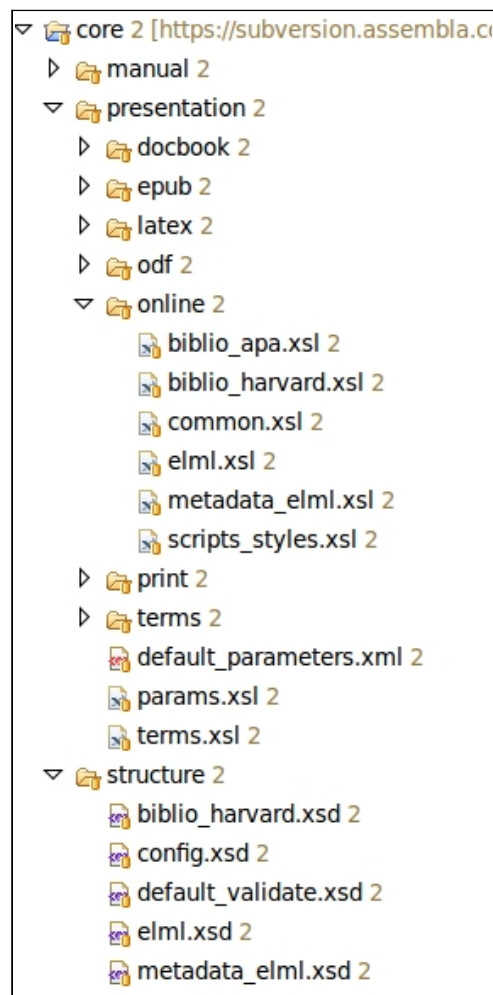 core 2 [https://subversion.assembla.co
manual 2
presentation 2
docbook 2
epub 2
latex 2
odf 2
online 2
biblio_apa.xsl 2
biblio_harvard.xsl 2
common.xsl 2
elml.xsl 2
metadata_elml.xsl 2
scripts_styles.xsl 2
print 2
terms 2
default_parameters.xml 2
params.xsl 2
terms.xsl 2
structure 2
biblio_harvard.xsd 2
config.xsd 2
default_validate.xsd 2
elml.xsd 2
metadata_elml.xsd 2